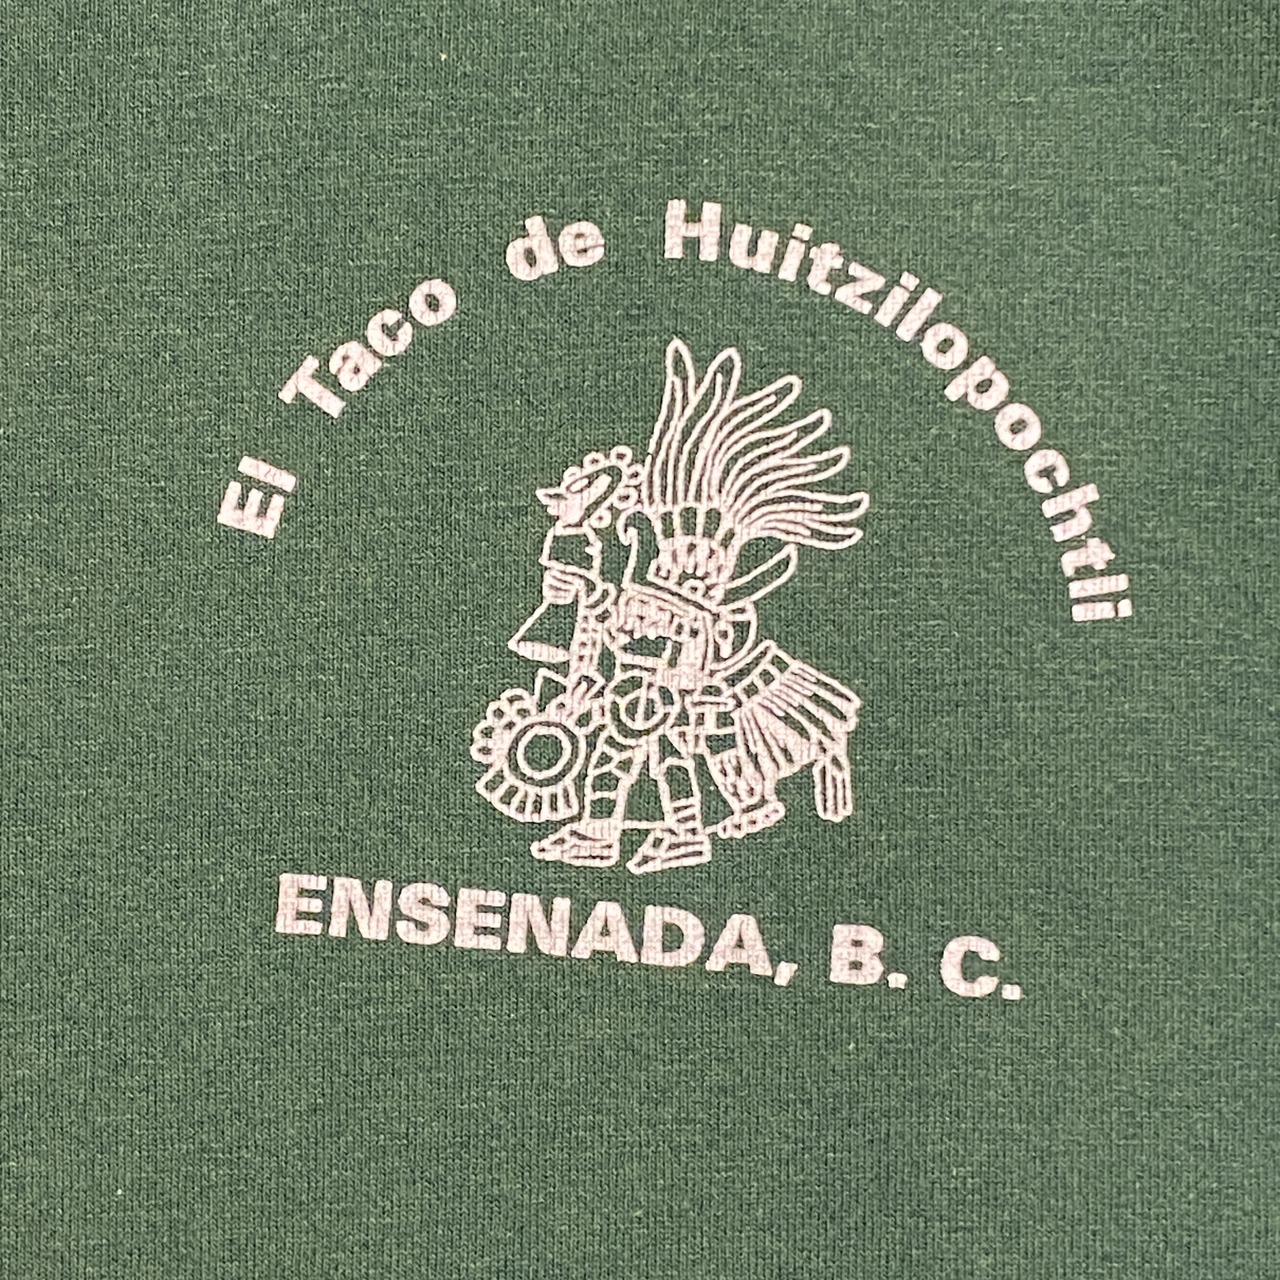 El Taco de Huitzilopochtli
ENSENADA, B. C.